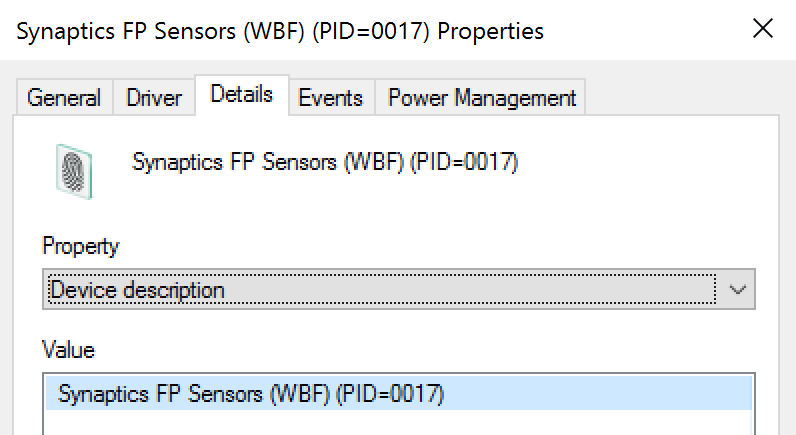 Synaptics FP Sensors (WBF) (PID=0017) Properties
General Driver Details Events Power Management
Synaptics FP Sensors (WBF) (PID=0017)
Property
Device description
Value
Synaptics FP Sensors (WBF) (PID=0017)